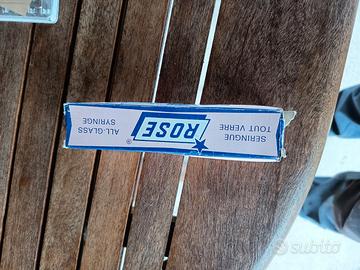 SERINGUE
TOUT VERRE
ROSE
®
ALL-GLASS
SYRINGE
subito